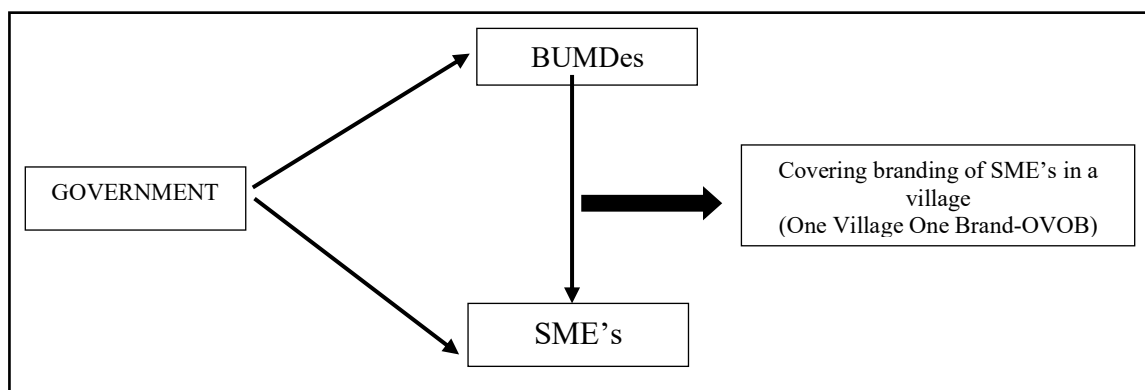 BUMDes
GOVERNMENT
Covering branding of SME’s in a
village
(One Village One Brand-OVOB)
SME’s